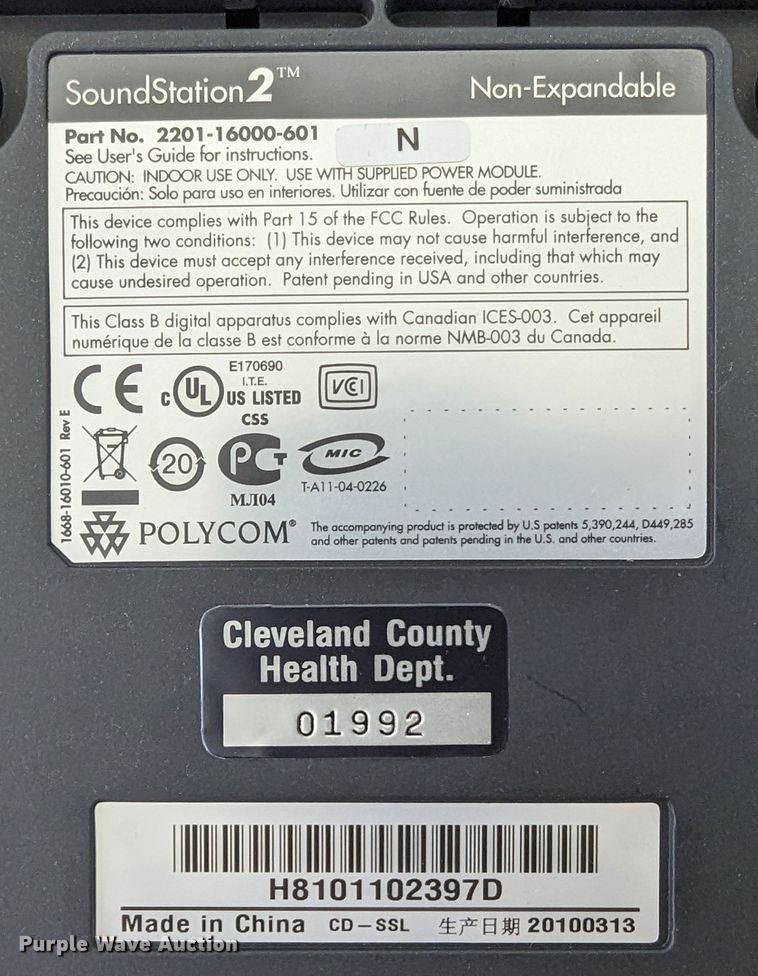 SoundStation2™ Non-Expandable
Part No. 2201-16000-601 N
See User's Guide for instructions.
CAUTION: INDOOR USE ONLY. USE WITH SUPPLIED POWER MODULE.
Precaución: Solo para uso en interiores. Utilizar con fuente de poder suministrada
This device complies with Part 15 of the FCC Rules. Operation is subject to the
following two conditions: (1) This device may not cause harmful interference, and
(2) This device must accept any interference received, including that which may
cause undesired operation. Patent pending in USA and other countries.
This Class B digital apparatus complies with Canadian ICES-003. Cet appareil
numérique de la classe B est conforme à la norme NMB-003 du Canada.
CE
C UL
E170690
I.T.E.
US LISTED
CSS
VCI
1668-16010-601 Rev E
20
РСТ
МЛ04
MIC
T-A11-04-0226
POLYCOM®
The accompanying product is protected by U.S patents 5,390,244, D449,285
and other patents and patents pending in the U.S. and other countries.
Cleveland County
Health Dept.
01992
H8101102397D
Made in China CD-SSL 生产日期 20100313
Purple Wave Auction